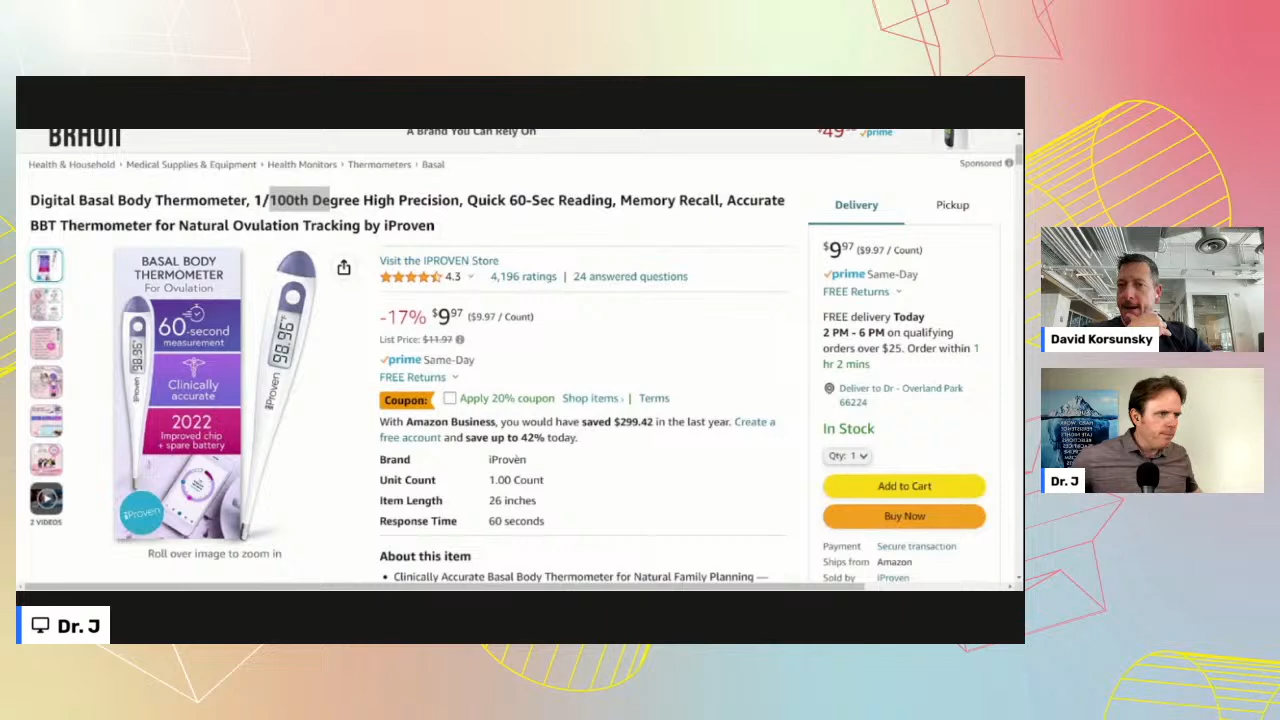 BRAUN
A Brand You Can Rely On
$49 prime
Health & Household › Medical Supplies & Equipment › Health Monitors › Thermometers › Basal
Sponsored
Digital Basal Body Thermometer, 1/100th Degree High Precision, Quick 60-Sec Reading, Memory Recall, Accurate
BBT Thermometer for Natural Ovulation Tracking by iProven
BASAL BODY
THERMOMETER
For Ovulation
60-second
measurement
Clinically
accurate
2022
Improved chip
+ spare battery
iProven
98.96°F
iProven
2 VIDEOS
Roll over image to zoom in
Visit the IPROVEN Store
4.3 4,196 ratings | 24 answered questions
-17% $9.97 ($9.97 / Count)
List Price: $11.97
prime Same-Day
FREE Returns
Coupon: Apply 20% coupon Shop items › | Terms
With Amazon Business, you would have saved $299.42 in the last year. Create a
free account and save up to 42% today.
Brand iProvèn
Unit Count 1.00 Count
Item Length 26 inches
Response Time 60 seconds
About this item
• Clinically Accurate Basal Body Thermometer for Natural Family Planning —
Delivery Pickup
$9.97 ($9.97 / Count)
prime Same-Day
FREE Returns
FREE delivery Today
2 PM - 6 PM on qualifying
orders over $25. Order within 1
hr 2 mins
Deliver to Dr - Overland Park
66224
In Stock
Qty: 1
Add to Cart
Buy Now
Payment Secure transaction
Ships from Amazon
Sold by iProven
David Korsunsky
Dr. J
Dr. J